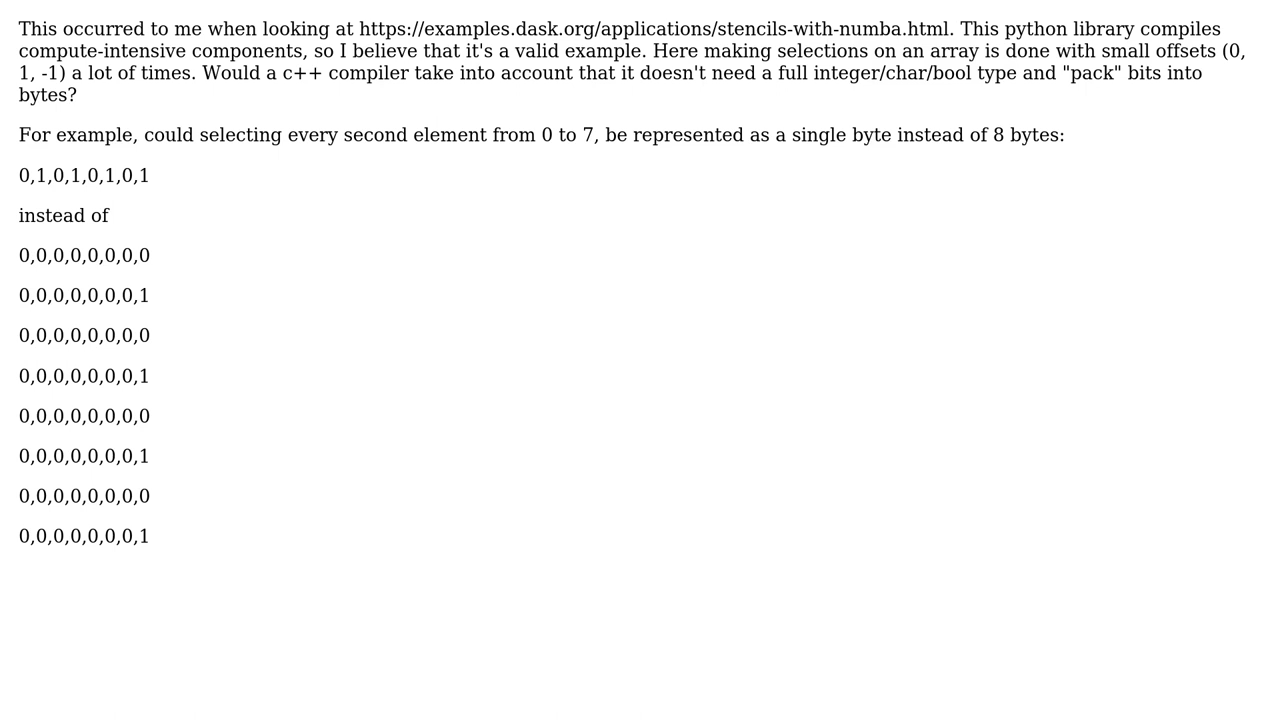 This occurred to me when looking at https://examples.dask.org/applications/stencils-with-numba.html. This python library compiles
compute-intensive components, so I believe that it's a valid example. Here making selections on an array is done with small offsets (0,
1, -1) a lot of times. Would a c++ compiler take into account that it doesn't need a full integer/char/bool type and "pack" bits into
bytes?
For example, could selecting every second element from 0 to 7, be represented as a single byte instead of 8 bytes:
0,1,0,1,0,1,0,1
instead of
0,0,0,0,0,0,0,0
0,0,0,0,0,0,0,1
0,0,0,0,0,0,0,0
0,0,0,0,0,0,0,1
0,0,0,0,0,0,0,0
0,0,0,0,0,0,0,1
0,0,0,0,0,0,0,0
0,0,0,0,0,0,0,1